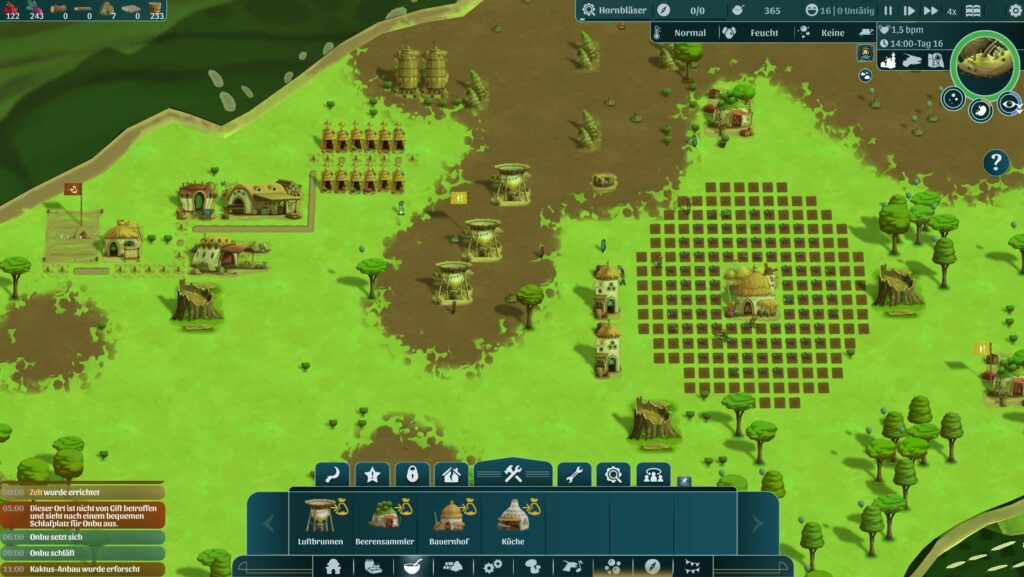 122 243 0 0 7 0 233
Hornbläser 0/0 365 16 | 0 Untätig 4x
Normal Feucht Keine
1,5 bpm
14:00-Tag 16
?
00:00 Zelt wurde errichtet
05:00 Dieser Ort ist nicht von Gift betroffen
und sieht nach einem bequemen
Schlafplatz für Onbu aus.
06:00 Onbu setzt sich
09:00 Onbu schläft
11:00 Kaktus-Anbau wurde erforscht
Luftbrunnen Beerensammler Bauernhof Küche